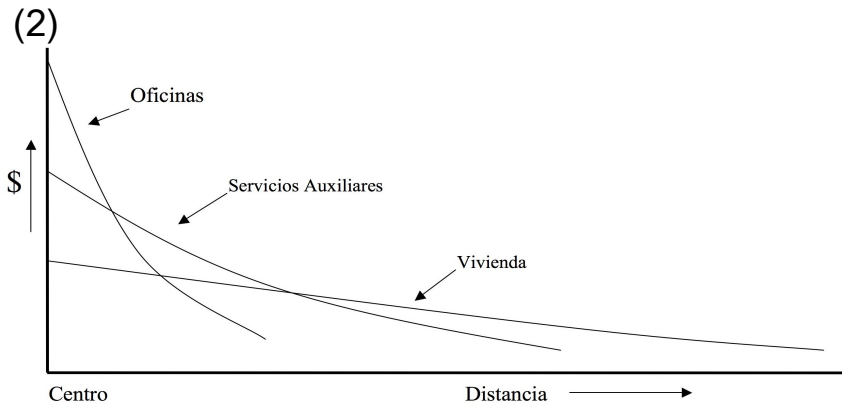 (2)
Oficinas
$
Servicios Auxiliares
Vivienda
Centro
Distancia